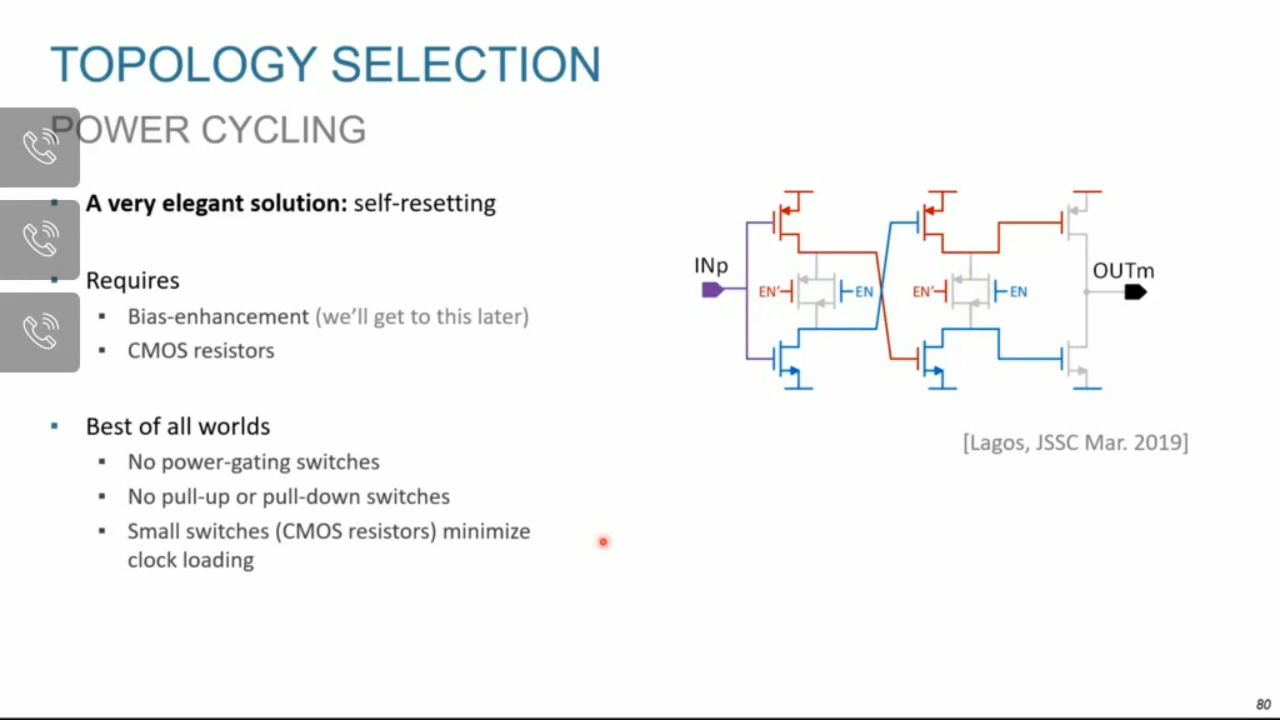 TOPOLOGY SELECTION
POWER CYCLING
▪ A very elegant solution: self-resetting
▪ Requires
▪ Bias-enhancement (we'll get to this later)
▪ CMOS resistors
▪ Best of all worlds
▪ No power-gating switches
▪ No pull-up or pull-down switches
▪ Small switches (CMOS resistors) minimize
clock loading
INp
EN'
EN
EN'
EN
OUTm
[Lagos, JSSC Mar. 2019]
80